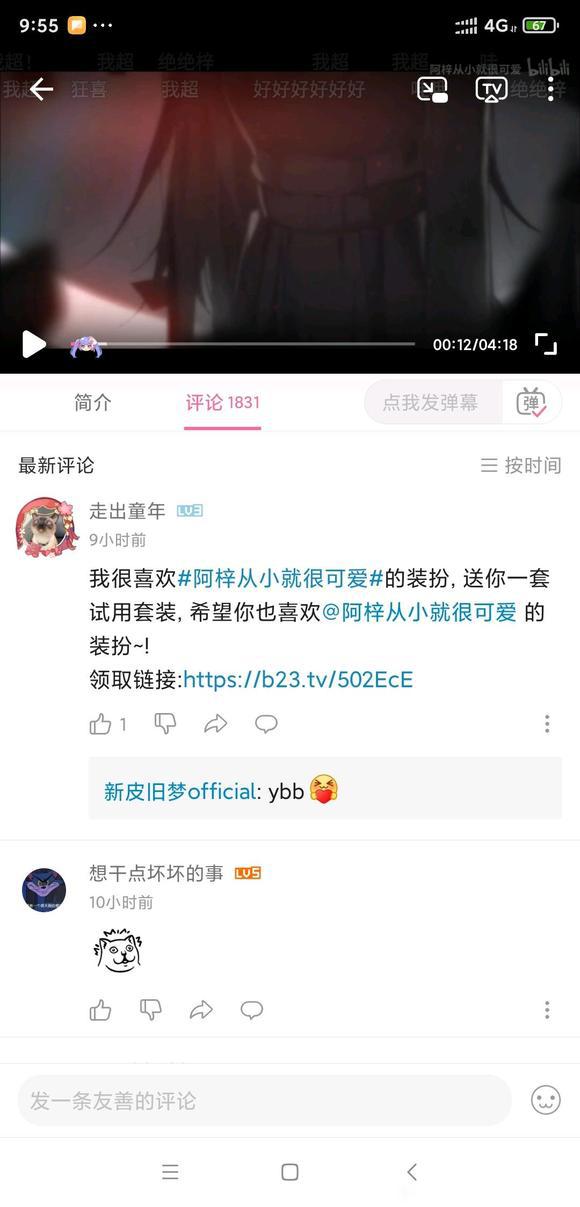 9:55
4G
67
我超 绝绝梓 我超 我超
阿梓从小就很可爱 bilibili
我超 狂喜 我超 好好好好好好 绝绝梓
TV
00:12/04:18
简介
评论 1831
点我发弹幕
弹
最新评论
按时间
走出童年 LV3
9小时前
我很喜欢#阿梓从小就很可爱#的装扮, 送你一套
试用套装, 希望你也喜欢@阿梓从小就很可爱 的
装扮~!
领取链接:https://b23.tv/502EcE
1
新皮旧梦official: ybb
想干点坏坏的事 LV5
10小时前
发一条友善的评论